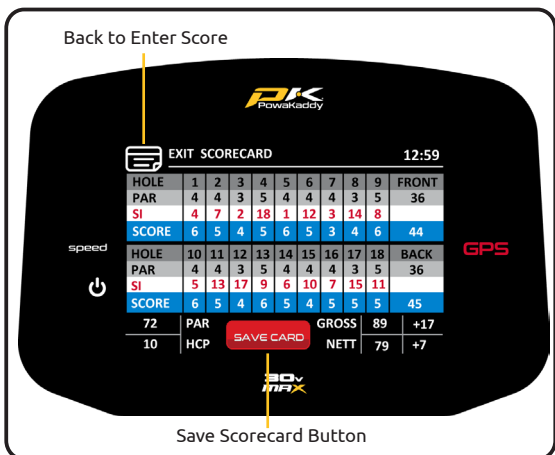 Back to Enter Score
PK
PowaKaddy
EXIT SCORECARD 12:59
HOLE 1 2 3 4 5 6 7 8 9 FRONT
PAR 4 4 3 5 4 4 4 3 5 36
SI 4 7 2 18 1 12 3 14 8
SCORE 6 5 4 5 6 5 3 4 6 44
speed GPS
HOLE 10 11 12 13 14 15 16 17 18 BACK
PAR 4 4 3 5 4 4 4 3 5 36
SI 5 13 17 9 6 10 7 15 11
SCORE 6 5 4 6 5 4 5 5 5 45
72 PAR GROSS 89 +17
SAVE CARD
10 HCP NETT 79 +7
30v
MAX
Save Scorecard Button